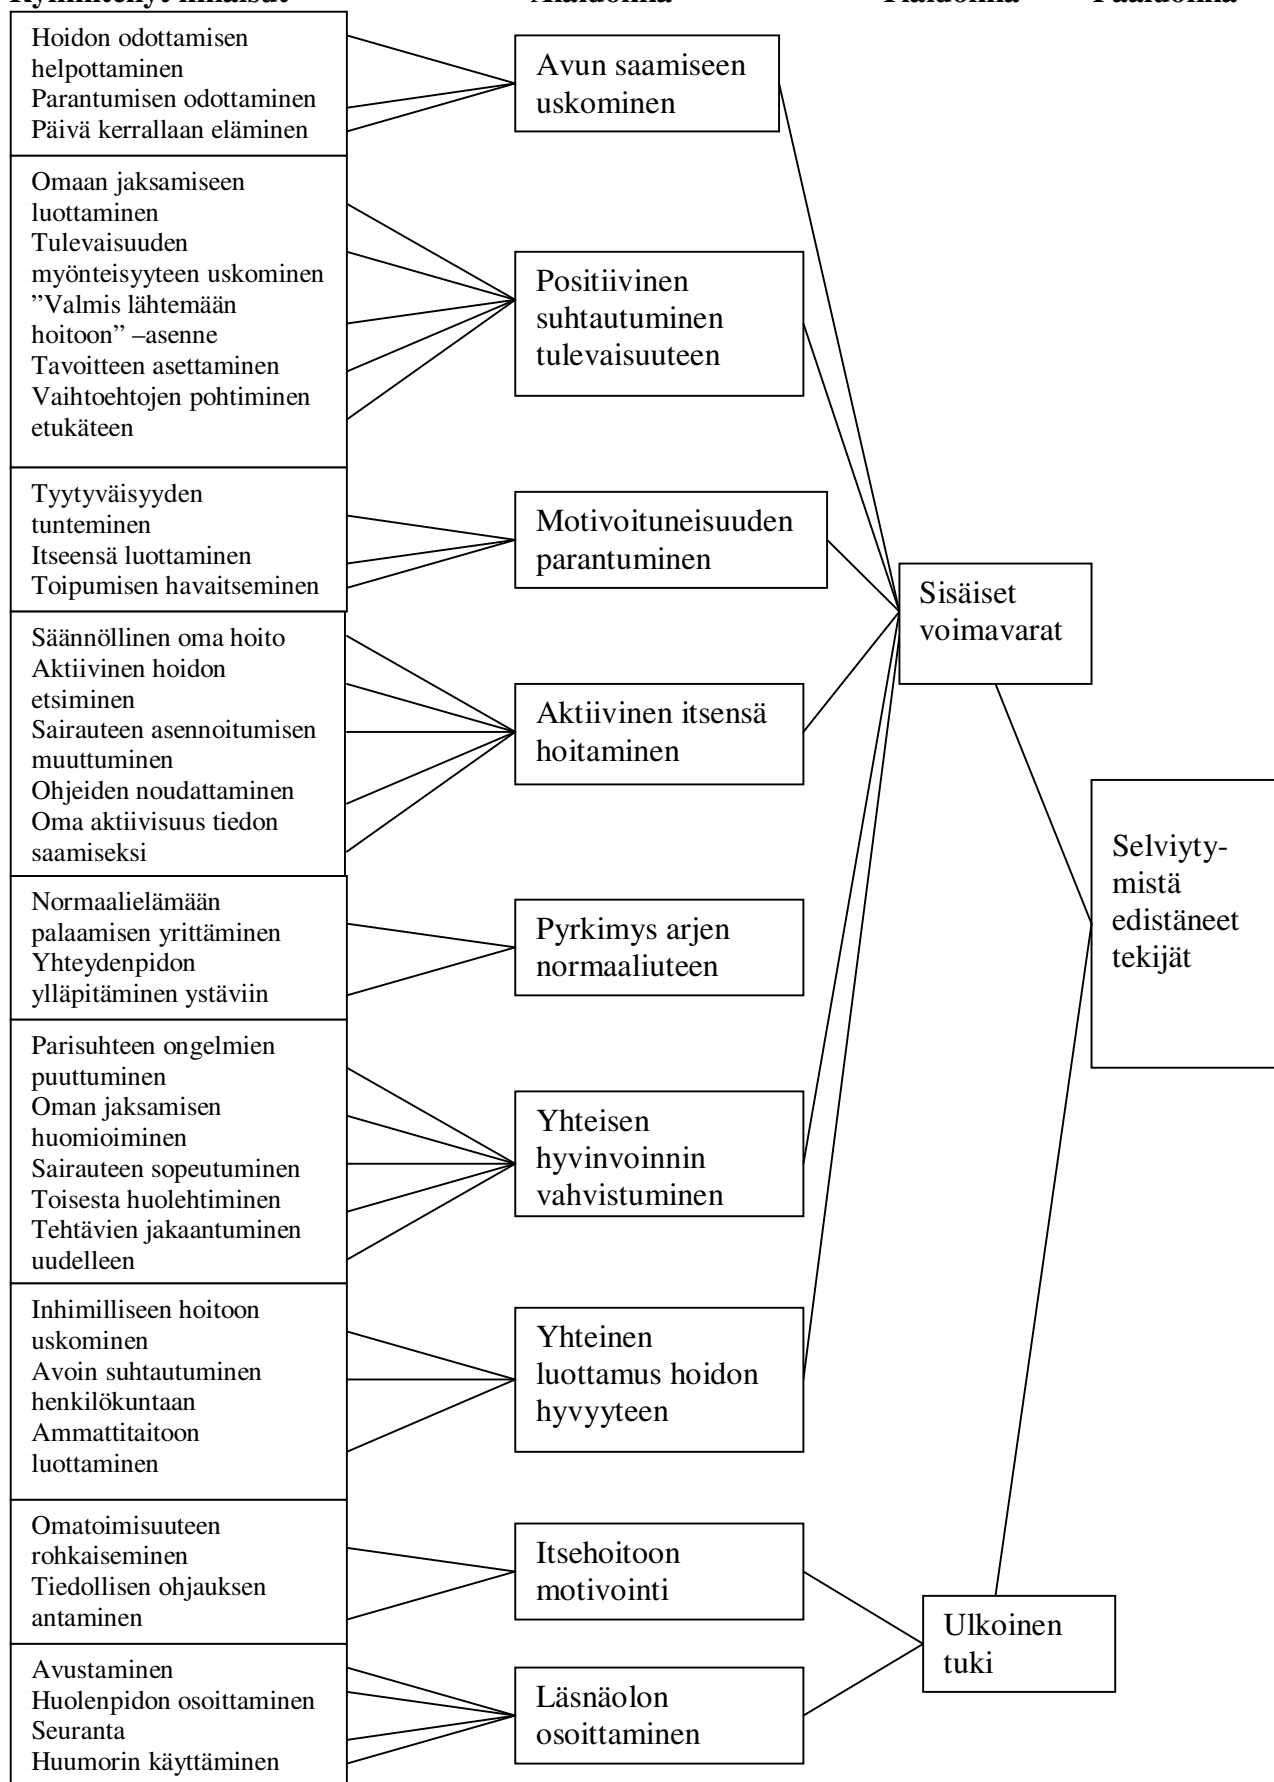 Hoidon odottamisen
helpottaminen
Parantumisen odottaminen
Päivä kerrallaan eläminen
Avun saamiseen
uskominen
Omaan jaksamiseen
luottaminen
Tulevaisuuden
myönteisyyteen uskominen
”Valmis lähtemään
hoitoon” –asenne
Tavoitteen asettaminen
Vaihtoehtojen pohtiminen
etukäteen
Positiivinen
suhtautuminen
tulevaisuuteen
Tyytyväisyyden
tunteminen
Itseensä luottaminen
Toipumisen havaitseminen
Motivoituneisuuden
parantuminen
Sisäiset
voimavarat
Säännöllinen oma hoito
Aktiivinen hoidon
etsiminen
Sairauteen asennoitumisen
muuttuminen
Ohjeiden noudattaminen
Oma aktiivisuus tiedon
saamiseksi
Aktiivinen itsensä
hoitaminen
Selviyty-
mistä
edistäneet
tekijät
Normaalielämään
palaamisen yrittäminen
Yhteydenpidon
ylläpitäminen ystäviin
Pyrkimys arjen
normaaliuteen
Parisuhteen ongelmien
puuttuminen
Oman jaksamisen
huomioiminen
Sairauteen sopeutuminen
Toisesta huolehtiminen
Tehtävien jakaantuminen
uudelleen
Yhteisen
hyvinvoinnin
vahvistuminen
Inhimilliseen hoitoon
uskominen
Avoin suhtautuminen
henkilökuntaan
Ammattitaitoon
luottaminen
Yhteinen
luottamus hoidon
hyvyyteen
Omatoimisuuteen
rohkaiseminen
Tiedollisen ohjauksen
antaminen
Itsehoitoon
motivointi
Ulkoinen
tuki
Avustaminen
Huolenpidon osoittaminen
Seuranta
Huumorin käyttäminen
Läsnäolon
osoittaminen